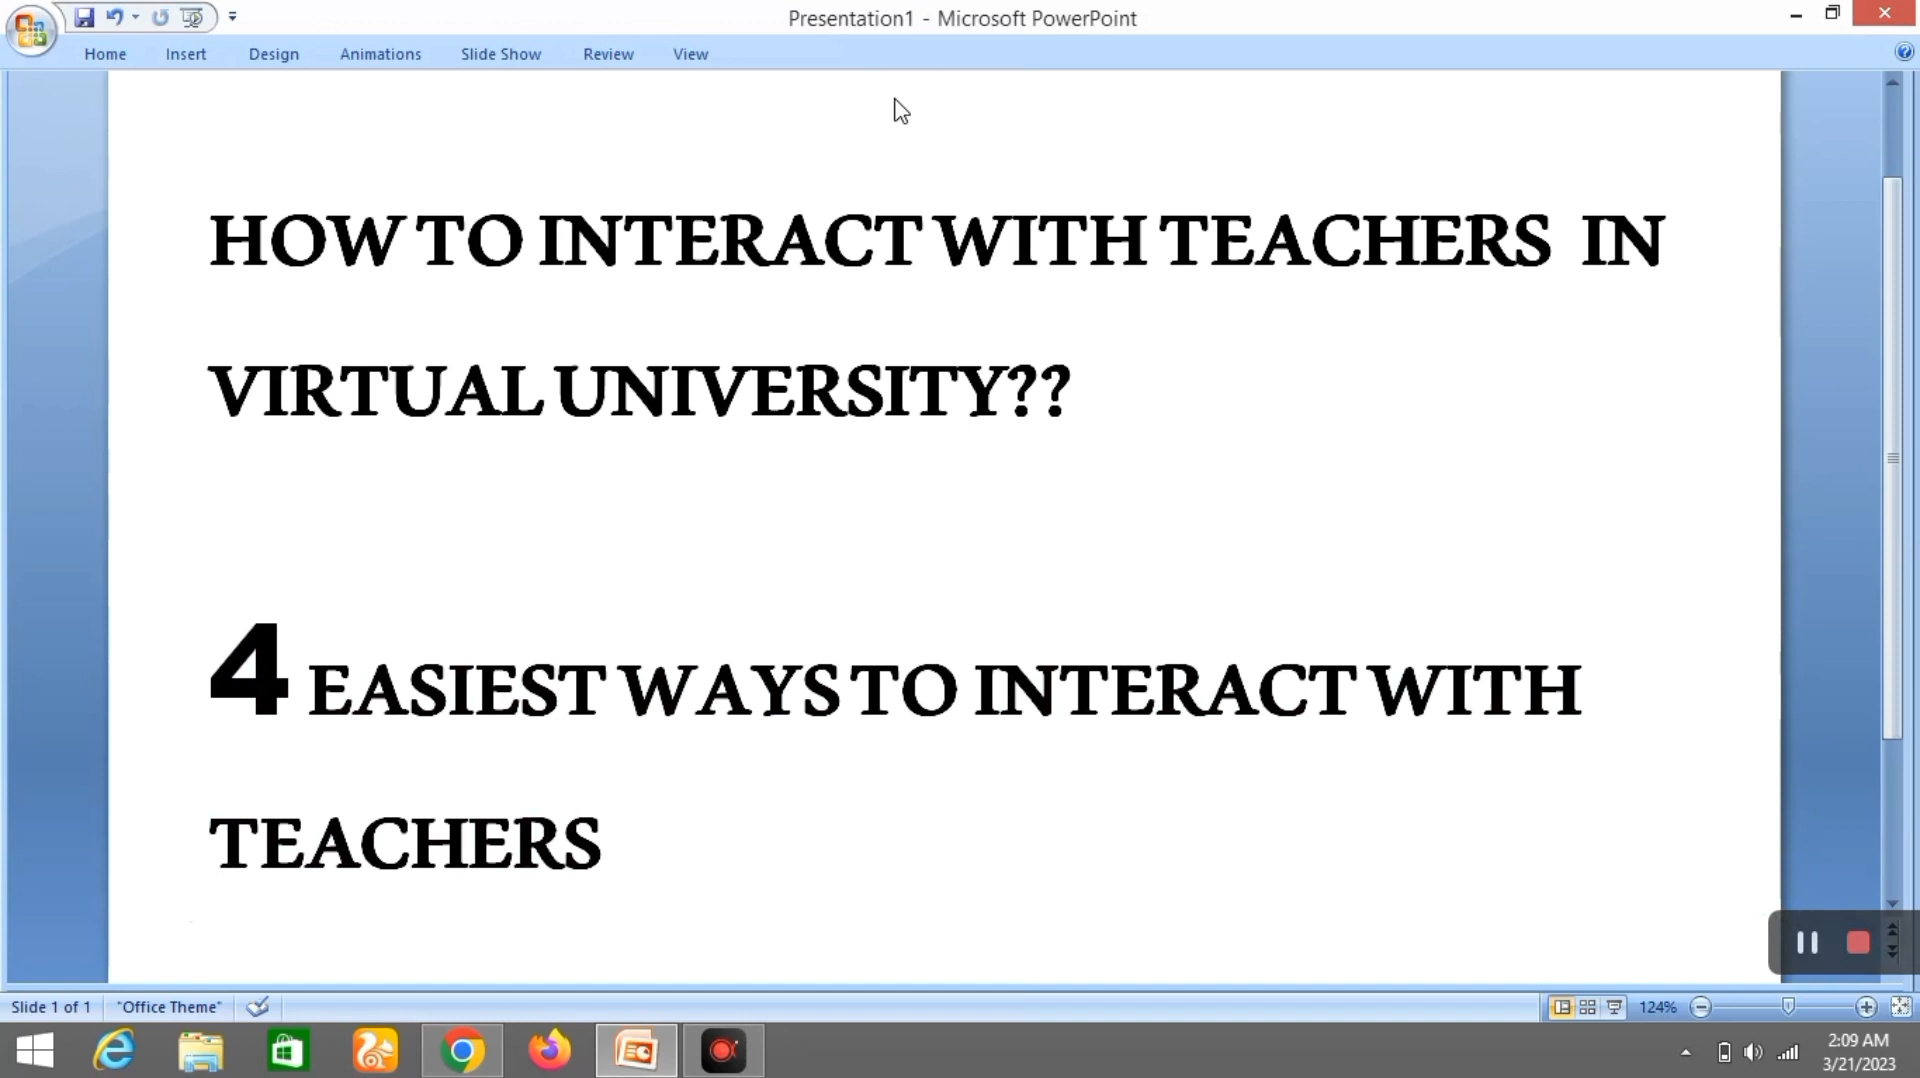 Presentation1 - Microsoft PowerPoint
Home Insert Design Animations Slide Show Review View
HOW TO INTERACT WITH TEACHERS IN
VIRTUAL UNIVERSITY??
4 EASIEST WAYS TO INTERACT WITH
TEACHERS
Slide 1 of 1 "Office Theme" 124%
2:09 AM
3/21/2023